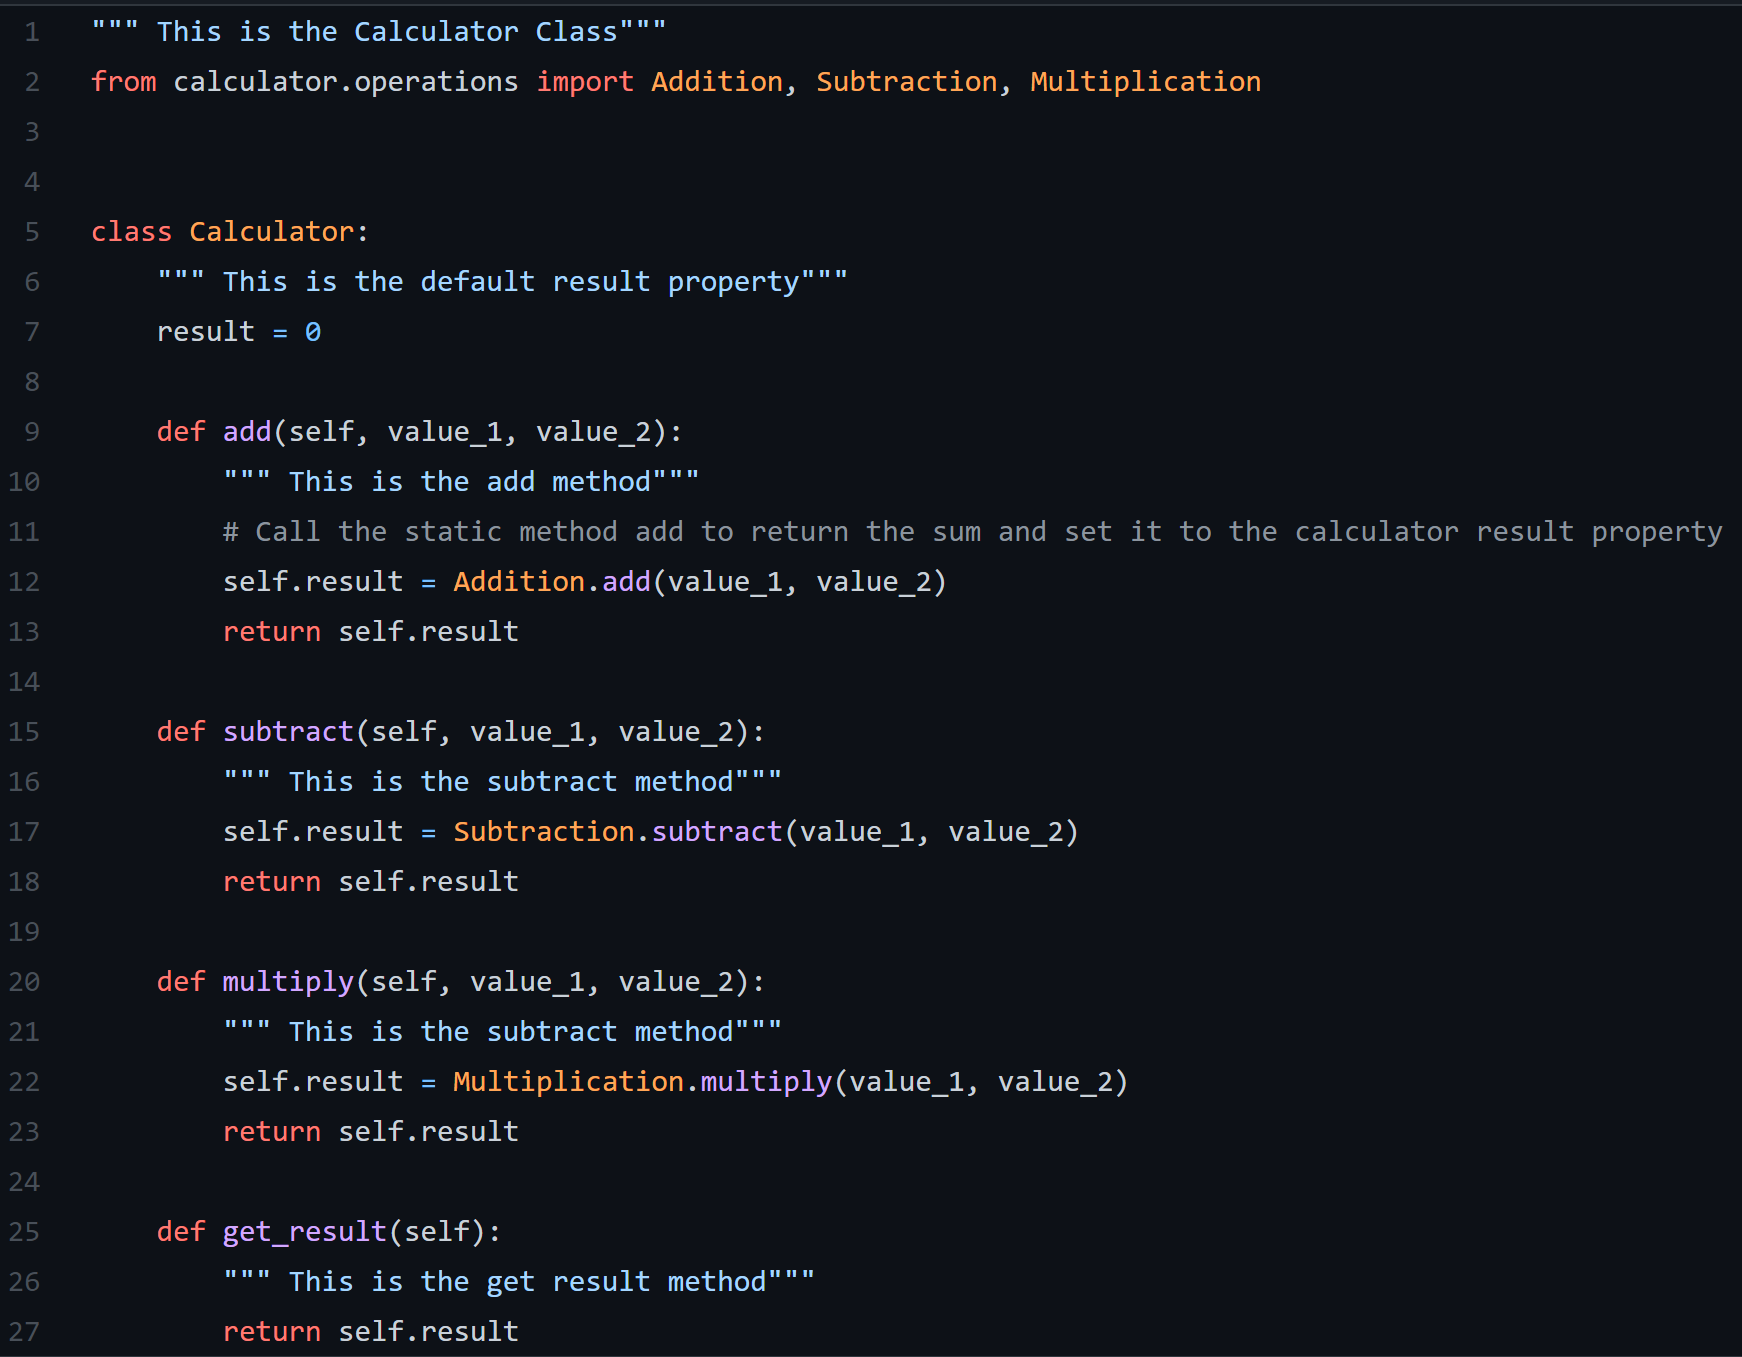 1 """ This is the Calculator Class"""
2 from calculator.operations import Addition, Subtraction, Multiplication
3
4
5 class Calculator:
6     """ This is the default result property"""
7     result = 0
8
9     def add(self, value_1, value_2):
10         """ This is the add method"""
11         # Call the static method add to return the sum and set it to the calculator result property
12         self.result = Addition.add(value_1, value_2)
13         return self.result
14
15     def subtract(self, value_1, value_2):
16         """ This is the subtract method"""
17         self.result = Subtraction.subtract(value_1, value_2)
18         return self.result
19
20     def multiply(self, value_1, value_2):
21         """ This is the subtract method"""
22         self.result = Multiplication.multiply(value_1, value_2)
23         return self.result
24
25     def get_result(self):
26         """ This is the get result method"""
27         return self.result